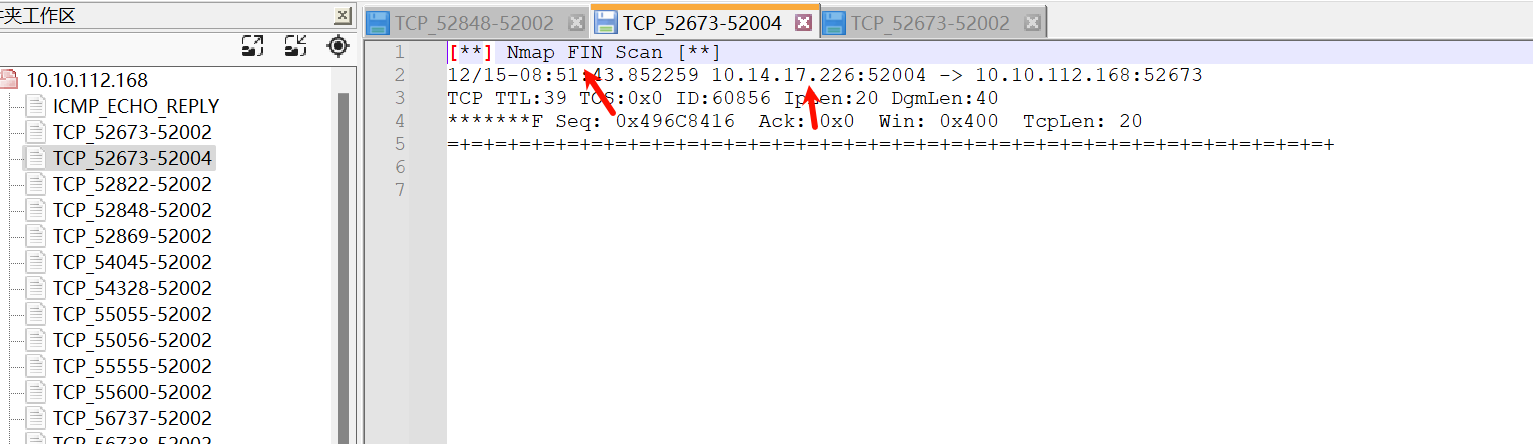 夹工作区
10.10.112.168
ICMP_ECHO_REPLY
TCP_52673-52002
TCP_52673-52004
TCP_52822-52002
TCP_52848-52002
TCP_52869-52002
TCP_54045-52002
TCP_54328-52002
TCP_55055-52002
TCP_55056-52002
TCP_55555-52002
TCP_55600-52002
TCP_56737-52002
TCP_56738-52002
TCP_52848-52002 TCP_52673-52004 TCP_52673-52002
1 [**] Nmap FIN Scan [**]
2 12/15-08:51:43.852259 10.14.17.226:52004 -> 10.10.112.168:52673
3 TCP TTL:39 TOS:0x0 ID:60856 IpLen:20 DgmLen:40
4 *******F Seq: 0x496C8416 Ack: 0x0 Win: 0x400 TcpLen: 20
5 =+=+=+=+=+=+=+=+=+=+=+=+=+=+=+=+=+=+=+=+=+=+=+=+=+=+=+=+=+=+=+=+=+=+=+=+=+
6
7